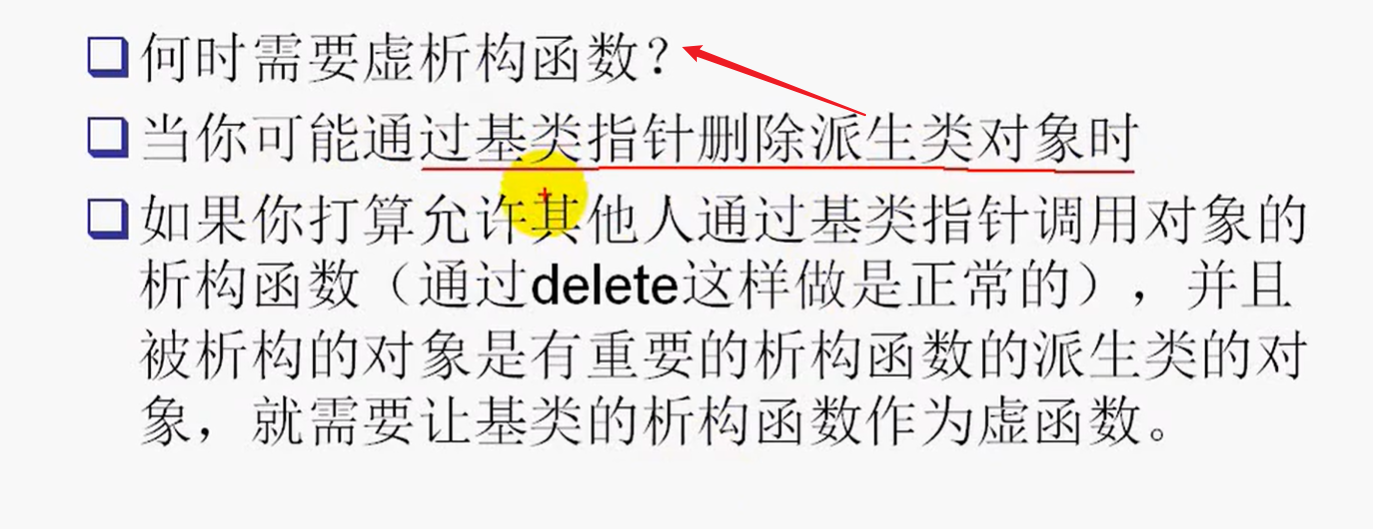 何时需要虚析构函数？
当你可能通过基类指针删除派生类对象时
如果你打算允许其他人通过基类指针调用对象的
析构函数（通过delete这样做是正常的），并且
被析构的对象是有重要的析构函数的派生类的对
象，就需要让基类的析构函数作为虚函数。